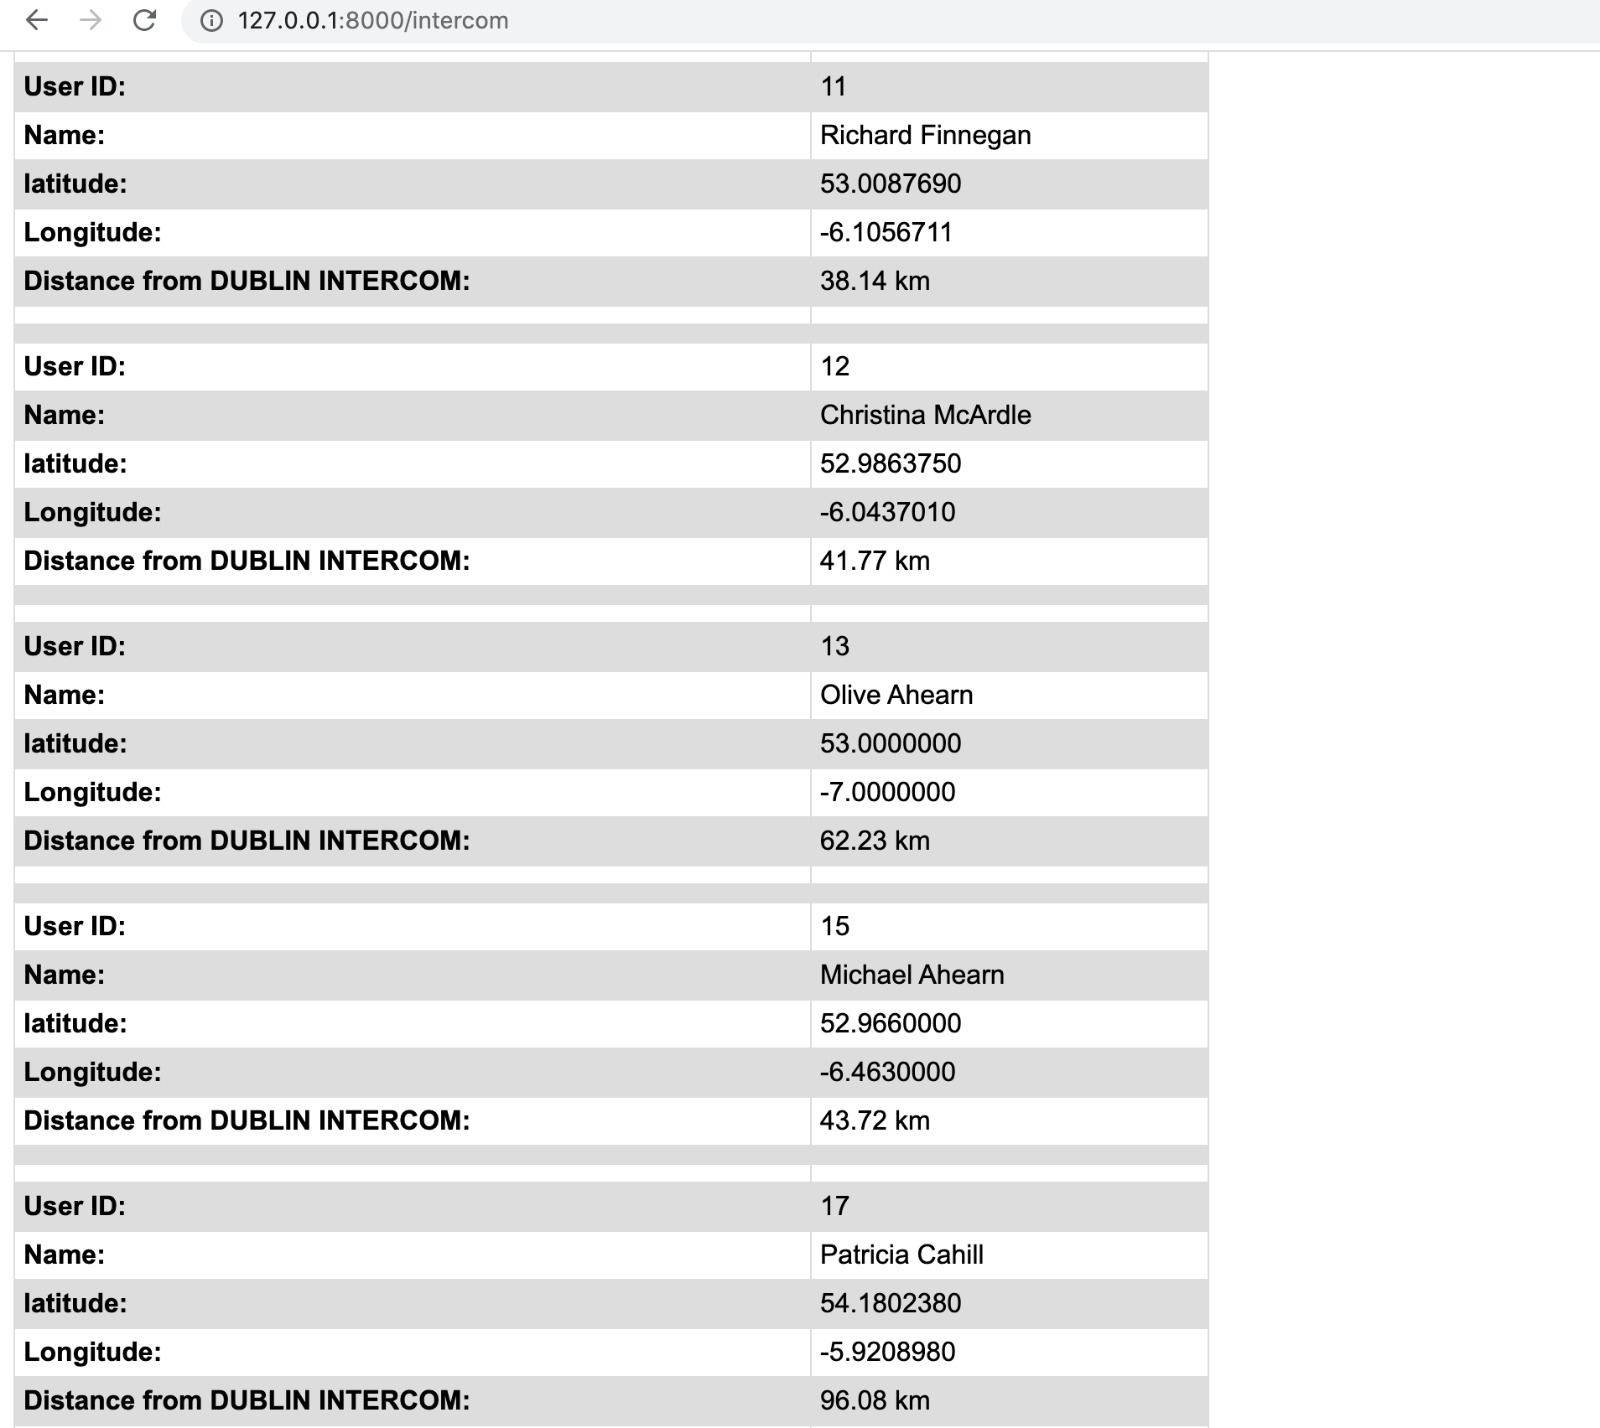 127.0.0.1:8000/intercom
User ID: 11
Name: Richard Finnegan
latitude: 53.0087690
Longitude: -6.1056711
Distance from DUBLIN INTERCOM: 38.14 km
User ID: 12
Name: Christina McArdle
latitude: 52.9863750
Longitude: -6.0437010
Distance from DUBLIN INTERCOM: 41.77 km
User ID: 13
Name: Olive Ahearn
latitude: 53.0000000
Longitude: -7.0000000
Distance from DUBLIN INTERCOM: 62.23 km
User ID: 15
Name: Michael Ahearn
latitude: 52.9660000
Longitude: -6.4630000
Distance from DUBLIN INTERCOM: 43.72 km
User ID: 17
Name: Patricia Cahill
latitude: 54.1802380
Longitude: -5.9208980
Distance from DUBLIN INTERCOM: 96.08 km